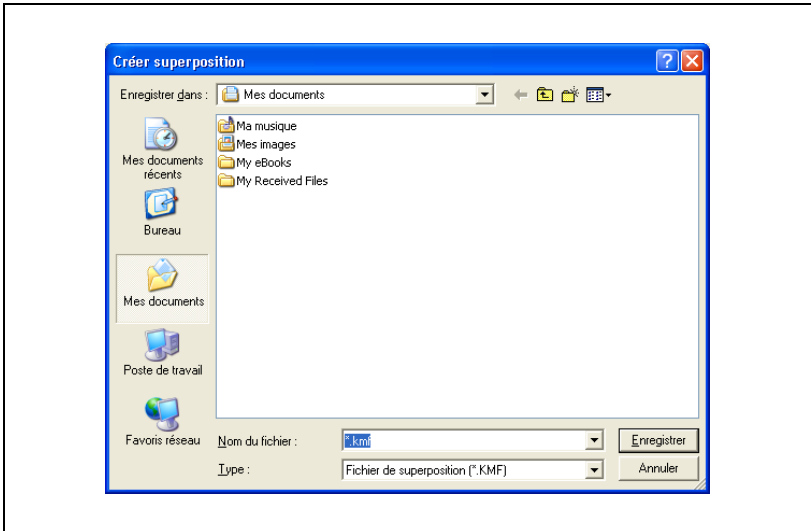 Créer superposition
Enregistrer dans :
Mes documents
Ma musique
Mes images
My eBooks
My Received Files
Mes documents
récents
Bureau
Mes documents
Poste de travail
Favoris réseau
Nom du fichier :
*.kmf
Enregistrer
Type :
Fichier de superposition (*.KMF)
Annuler